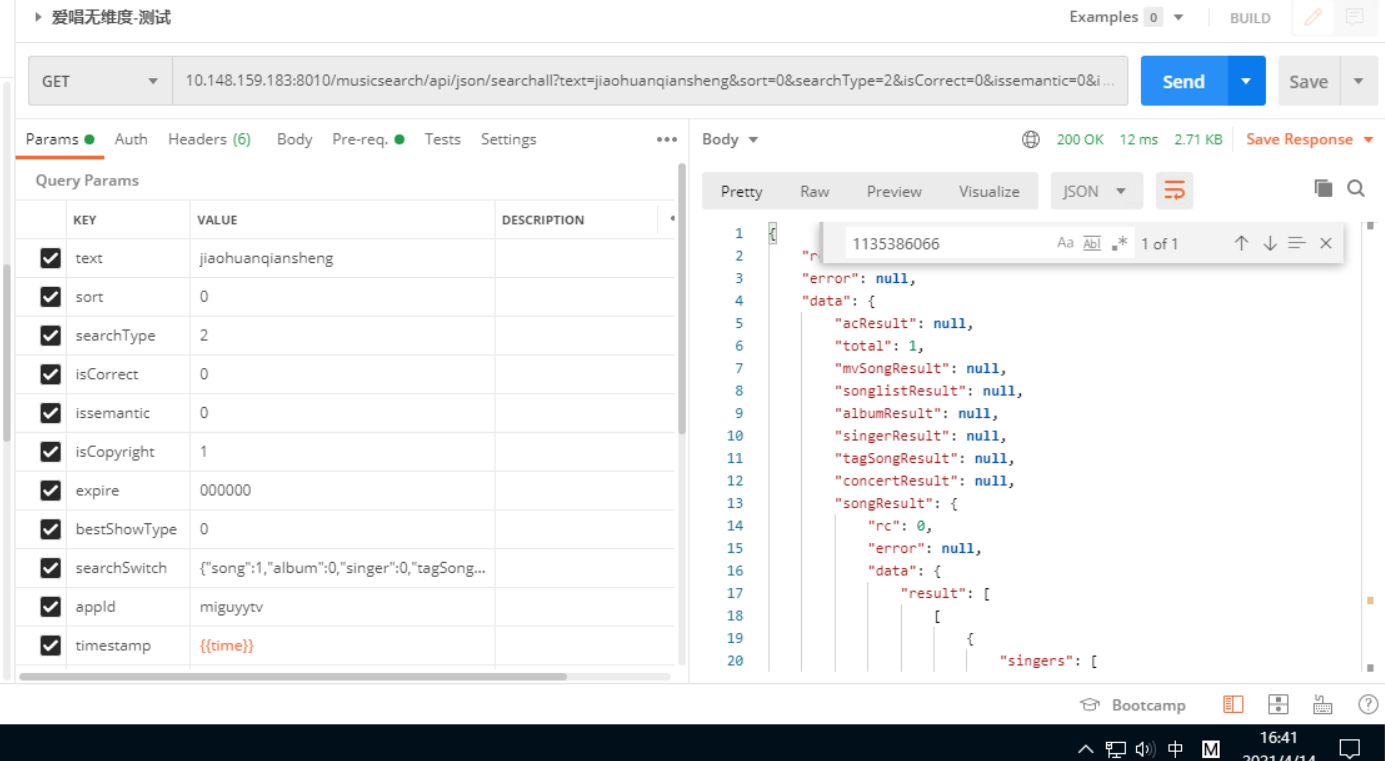 爱唱无维度-测试
Examples 0
BUILD
GET
10.148.159.183:8010/musicsearch/api/json/searchall?text=jiaohuanqiansheng&sort=0&searchType=2&isCorrect=0&issemantic=0&i...
Send
Save
Params Auth Headers (6) Body Pre-req. Tests Settings
Query Params
KEY VALUE DESCRIPTION
text jiaohuanqiansheng
sort 0
searchType 2
isCorrect 0
issemantic 0
isCopyright 1
expire 000000
bestShowType 0
searchSwitch {"song":1,"album":0,"singer":0,"tagSong...
appId miguyytv
timestamp {{time}}
Body 200 OK 12 ms 2.71 KB Save Response
Pretty Raw Preview Visualize JSON
1135386066 Aa Abl .* 1 of 1
1 {
2
3 "error": null,
4 "data": {
5 "acResult": null,
6 "total": 1,
7 "mvSongResult": null,
8 "songlistResult": null,
9 "albumResult": null,
10 "singerResult": null,
11 "tagSongResult": null,
12 "concertResult": null,
13 "songResult": {
14 "rc": 0,
15 "error": null,
16 "data": {
17 "result": [
18 [
19 {
20 "singers": [
Bootcamp
中 M 16:41
2021/4/14